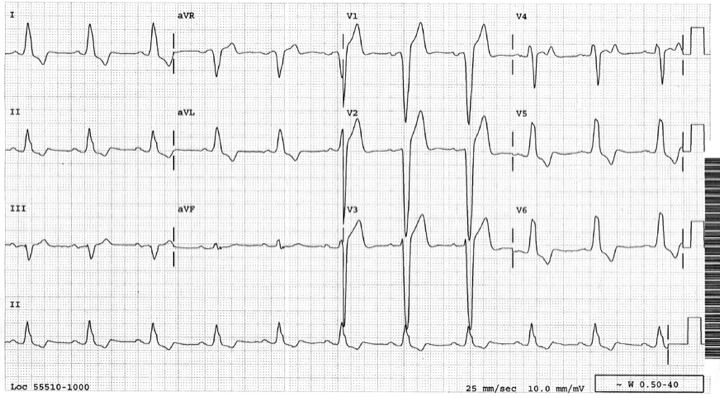 I aVR V1 V4
II aVL V2 V5
III aVF V3 V6
II
Loc 55510-1000 25 mm/sec 10.0 mm/mV ~ W 0.50-40